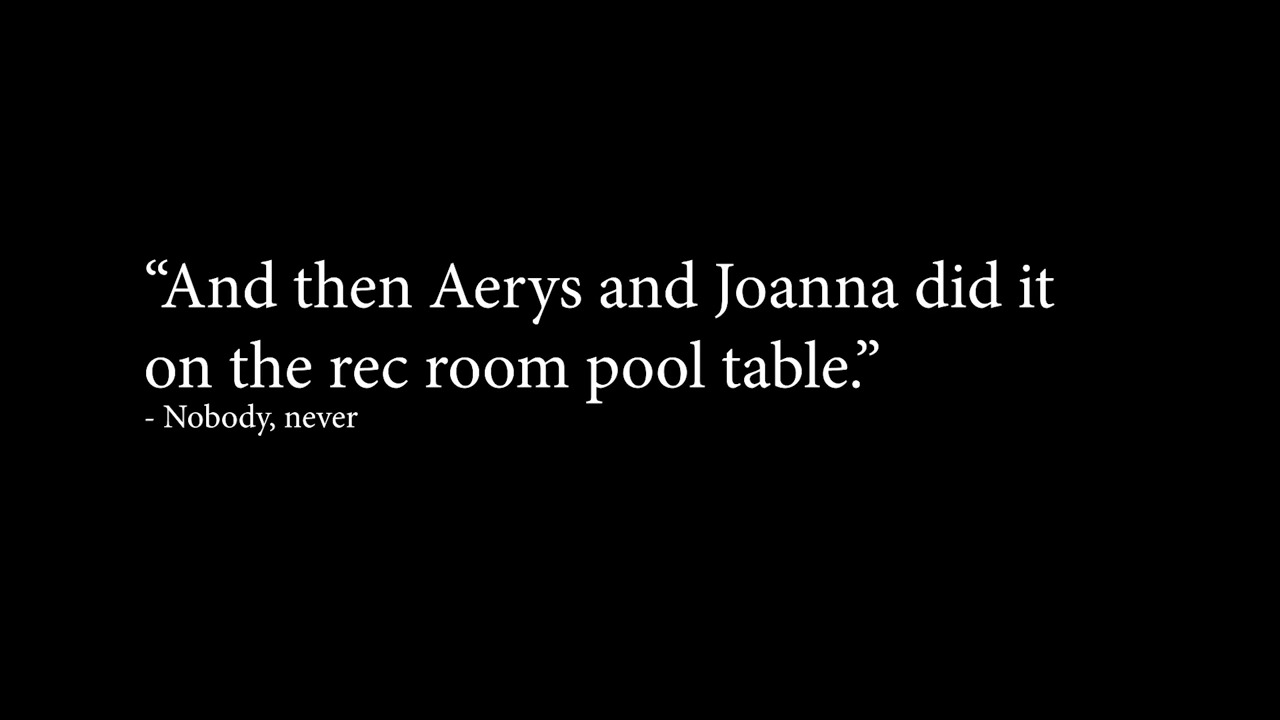 “And then Aerys and Joanna did it
on the rec room pool table.”
- Nobody, never